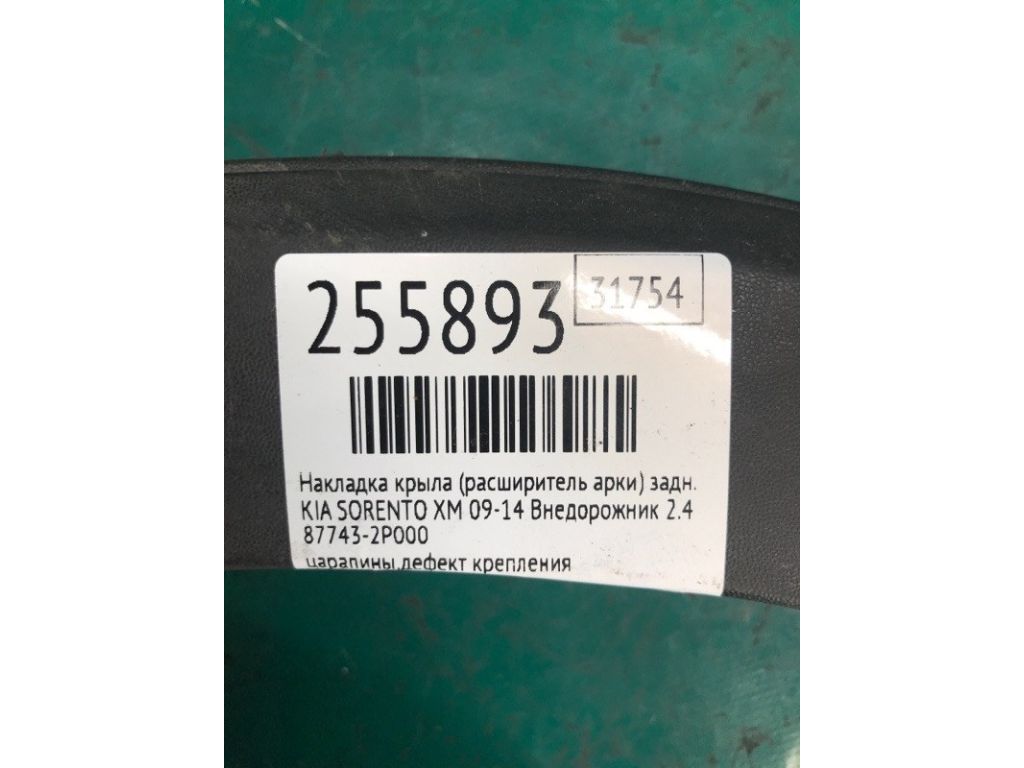 255893
31754
Накладка крыла (расширитель арки) задн.
KIA SORENTO XM 09-14 Внедорожник 2.4
87743-2P000
царапины,дефект крепления